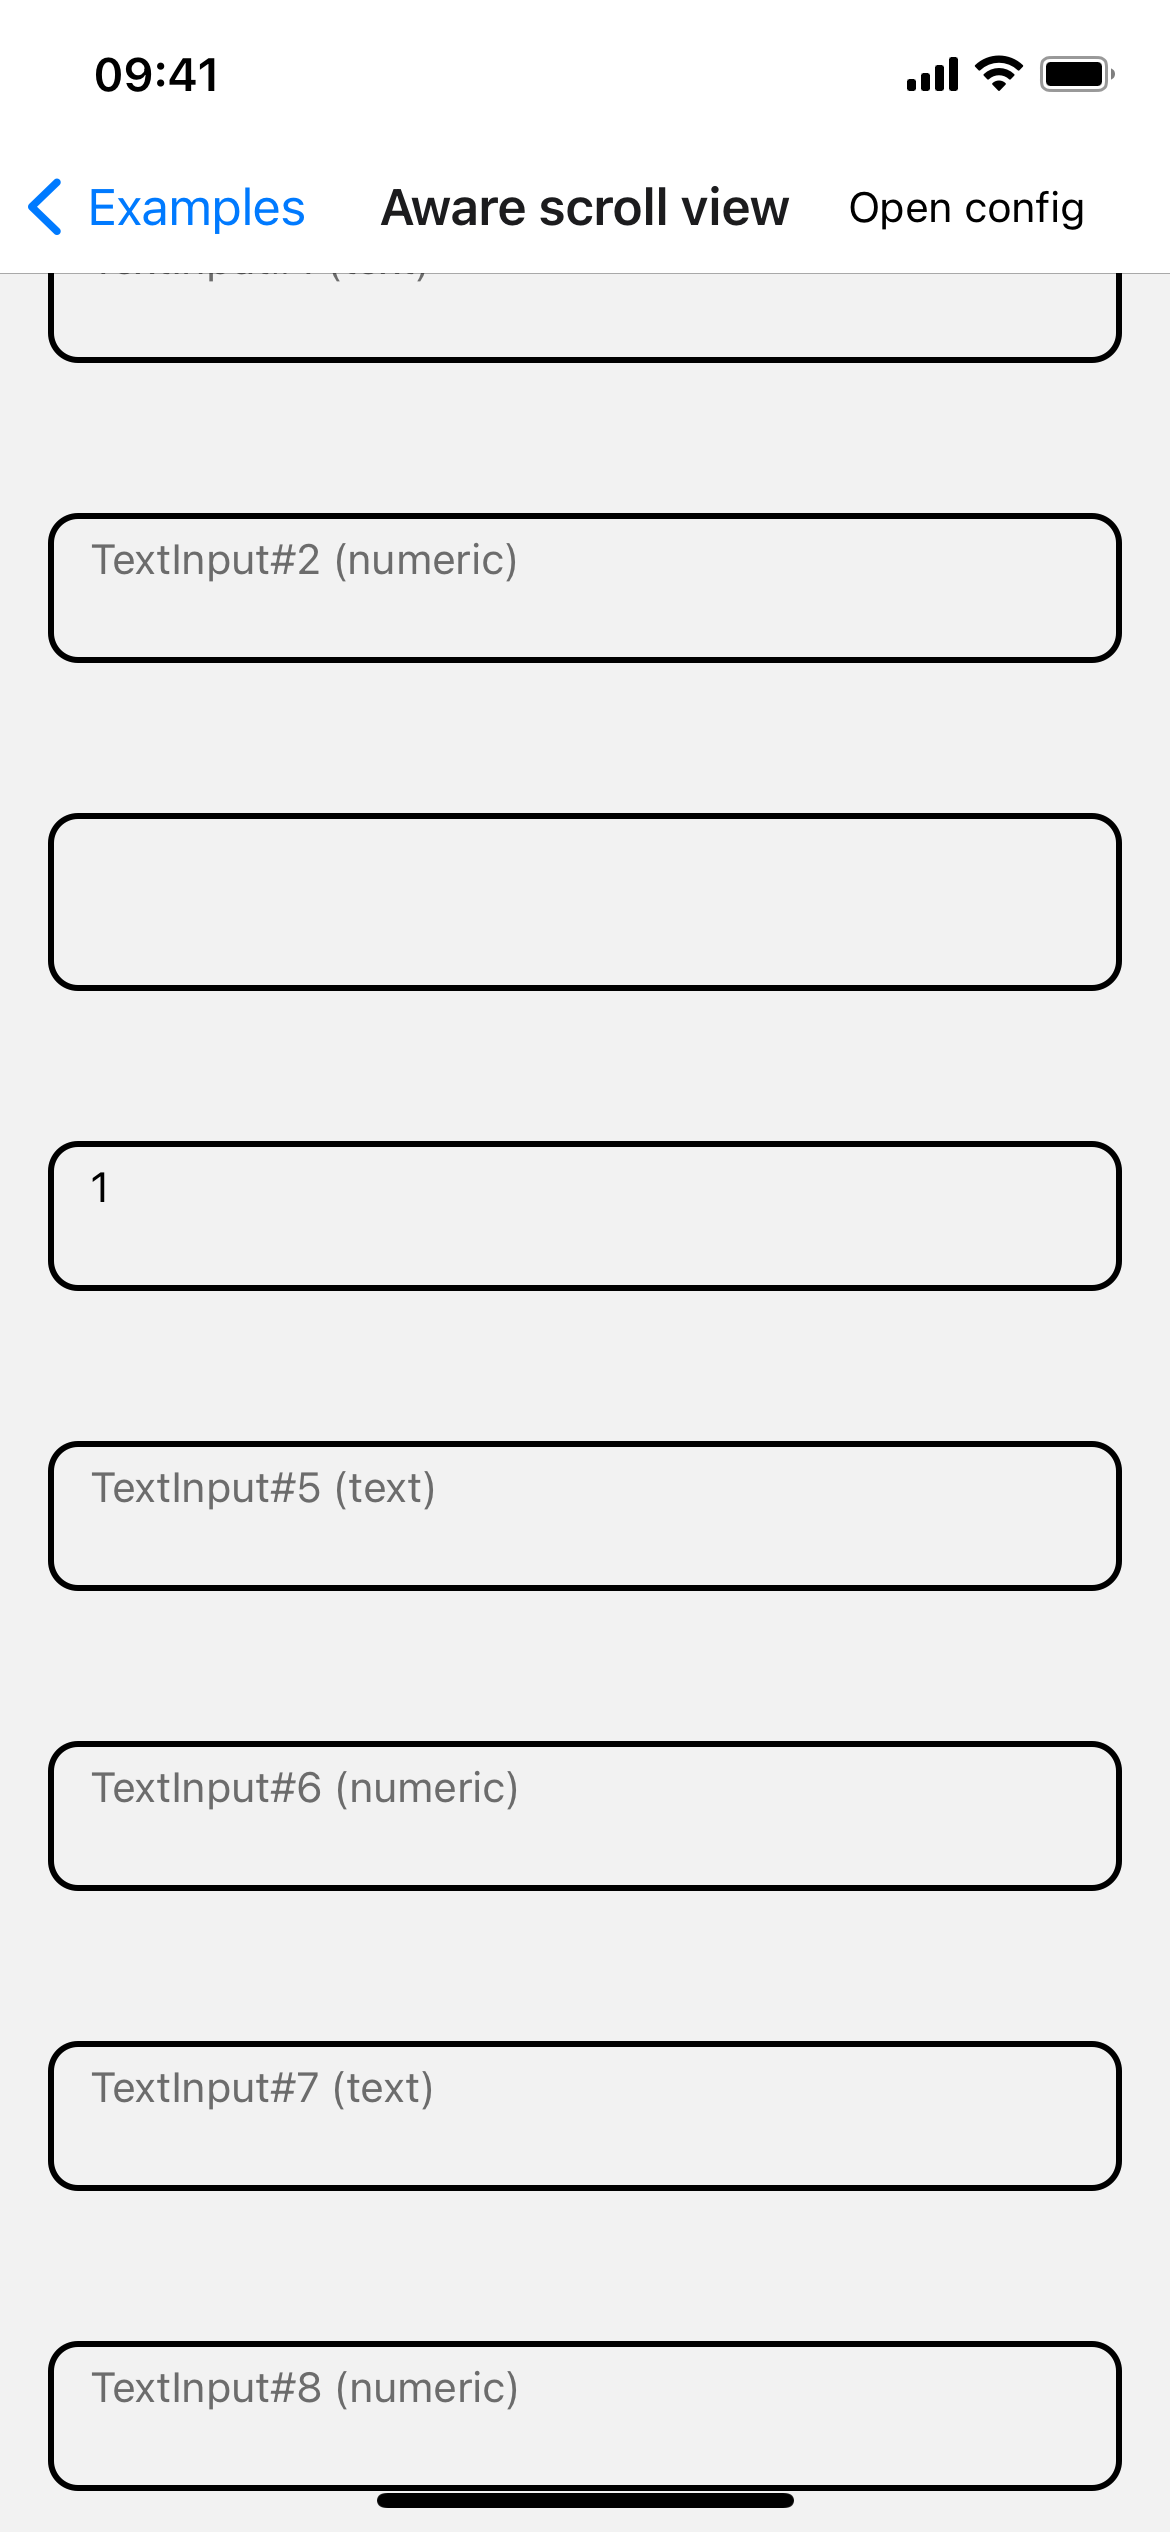 09:41
Examples
Aware scroll view
Open config
TextInput#2 (numeric)
1
TextInput#5 (text)
TextInput#6 (numeric)
TextInput#7 (text)
TextInput#8 (numeric)